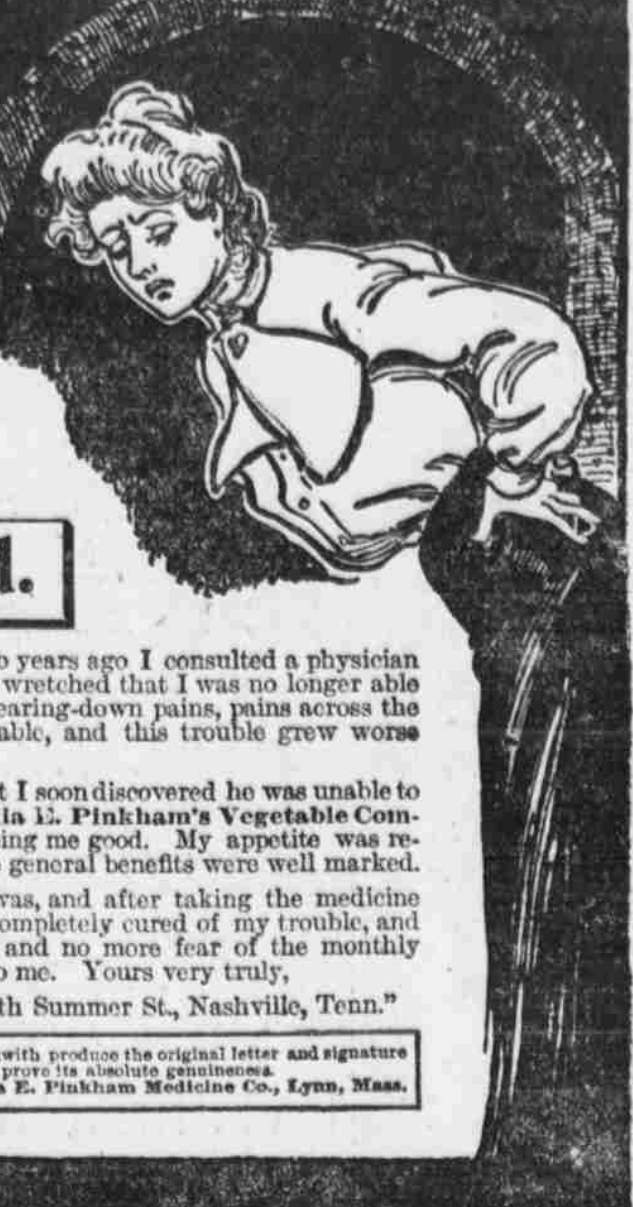 l.
years ago I consulted a physician
wretched that I was no longer able
earing-down pains, pains across the
able, and this trouble grew worse
t I soon discovered he was unable to
ia E. Pinkham's Vegetable Com-
ing me good. My appetite was re-
general benefits were well marked.
was, and after taking the medicine
ompletely cured of my trouble, and
and no more fear of the monthly
o me. Yours very truly,
th Summer St., Nashville, Tenn."
with produce the original letter and signature
prove its absolute genuineness.
a E. Pinkham Medicine Co., Lynn, Mass.